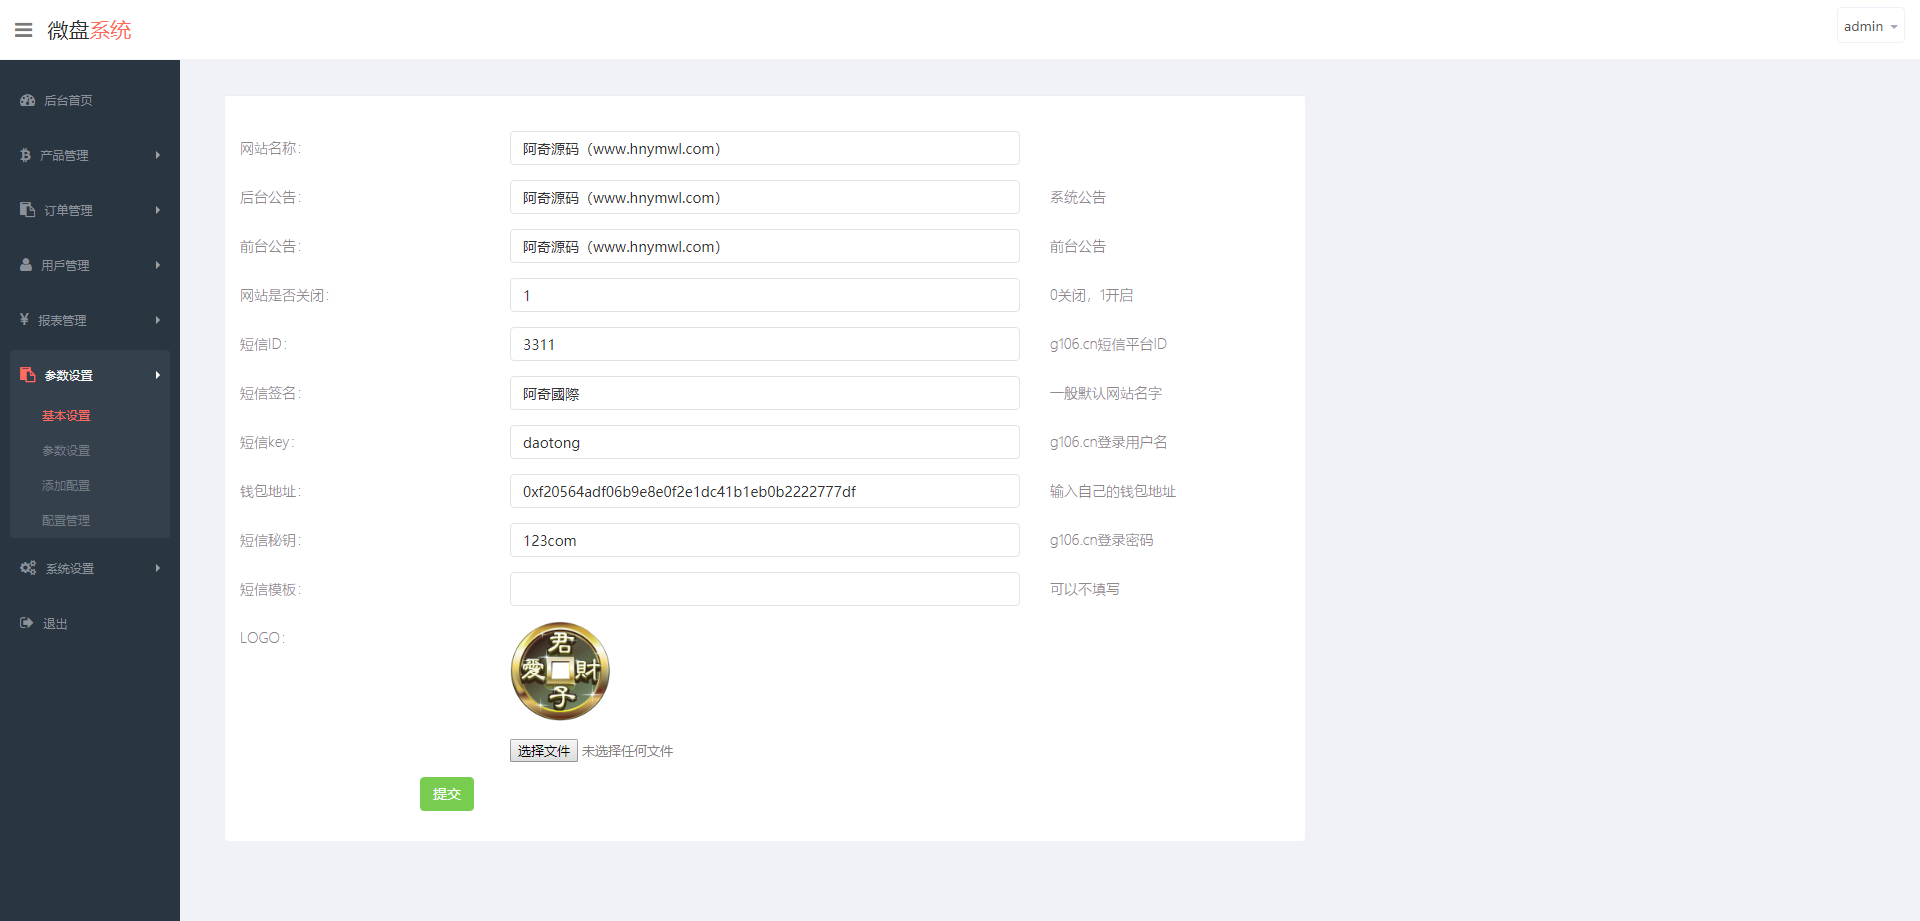 微盘系统
admin
后台首页
产品管理
订单管理
用戶管理
报表管理
参数设置
基本设置
参数设置
添加配置
配置管理
系统设置
退出
网站名称：
阿奇源码（www.hnymwl.com）
后台公告：
阿奇源码（www.hnymwl.com）
系统公告
前台公告：
阿奇源码（www.hnymwl.com）
前台公告
网站是否关闭：
1
0关闭，1开启
短信ID：
3311
g106.cn短信平台ID
短信签名：
阿奇國際
一般默认网站名字
短信key：
daotong
g106.cn登录用户名
钱包地址：
0xf20564adf06b9e8e0f2e1dc41b1eb0b2222777df
输入自己的钱包地址
短信秘钥：
123com
g106.cn登录密码
短信模板：
可以不填写
LOGO：
君子愛財
选择文件 未选择任何文件
提交